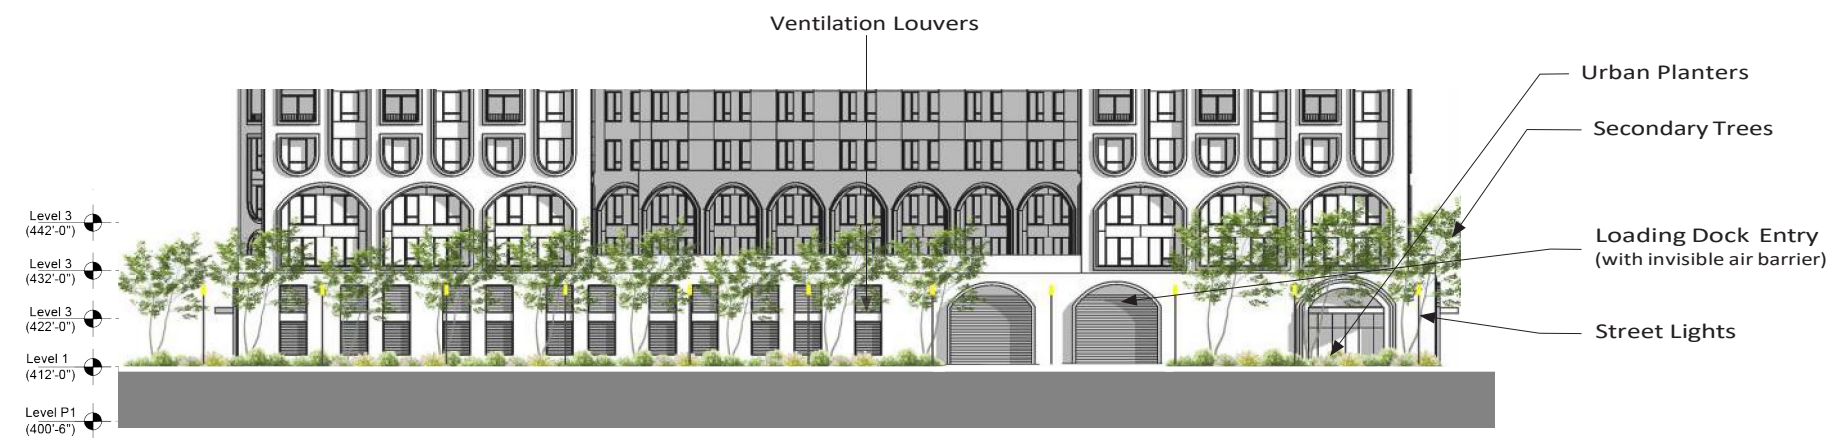 Ventilation Louvers
Urban Planters
Secondary Trees
Level 3
(442'-0")
Loading Dock Entry
(with invisible air barrier)
Level 3
(432'-0")
Level 3
(422'-0")
Street Lights
Level 1
(412'-0")
Level P1
(400'-6")